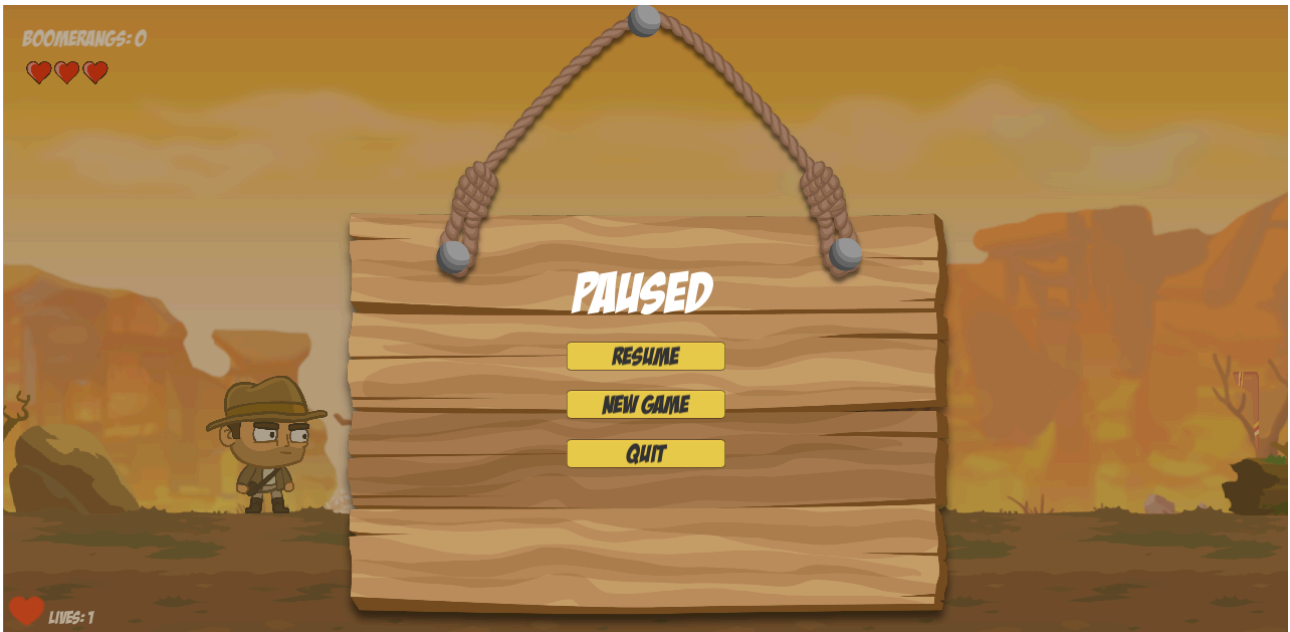 BOOMERANGS: 0
PAUSED
RESUME
NEW GAME
QUIT
LIVES: 1